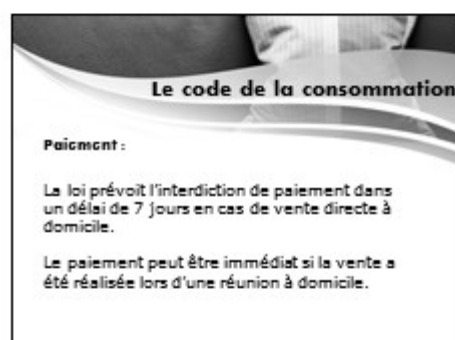 Le code de la consommation
Paiement :
La loi prévoit l'interdiction de paiement dans
un délai de 7 jours en cas de vente directe à
domicile.
Le paiement peut être immédiat si la vente a
été réalisée lors d'une réunion à domicile.